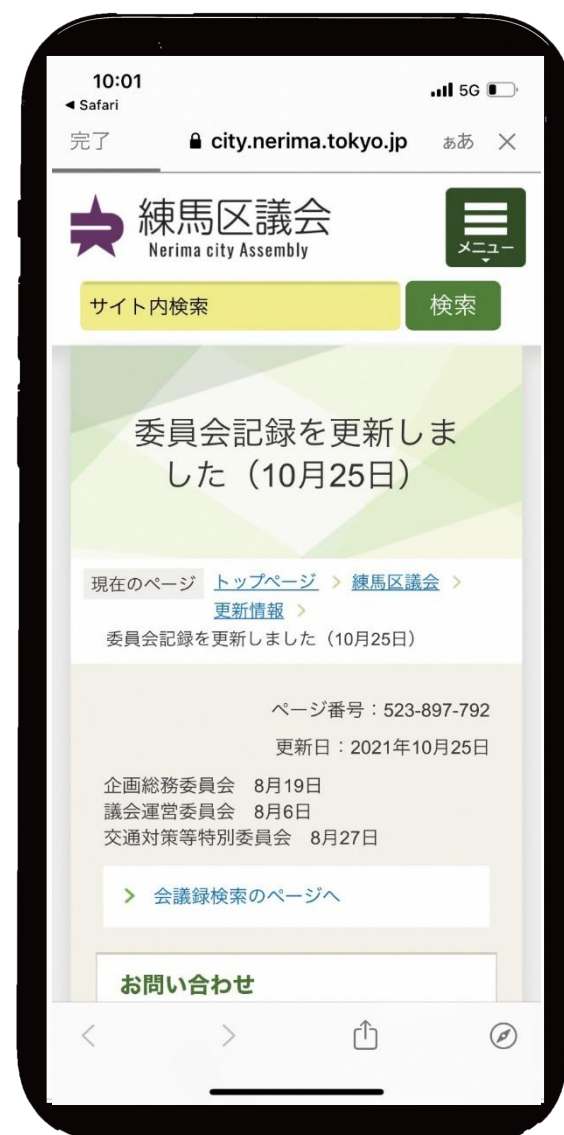 10:01
5G
◀ Safari
完了 city.nerima.tokyo.jp ぁあ
練馬区議会
Nerima city Assembly
メニュー
サイト内検索 検索
委員会記録を更新しま
した（10月25日）
現在のページ トップページ > 練馬区議会 >
更新情報 >
委員会記録を更新しました（10月25日）
ページ番号：523-897-792
更新日：2021年10月25日
企画総務委員会　8月19日
議会運営委員会　8月6日
交通対策等特別委員会　8月27日
> 会議録検索のページへ
お問い合わせ